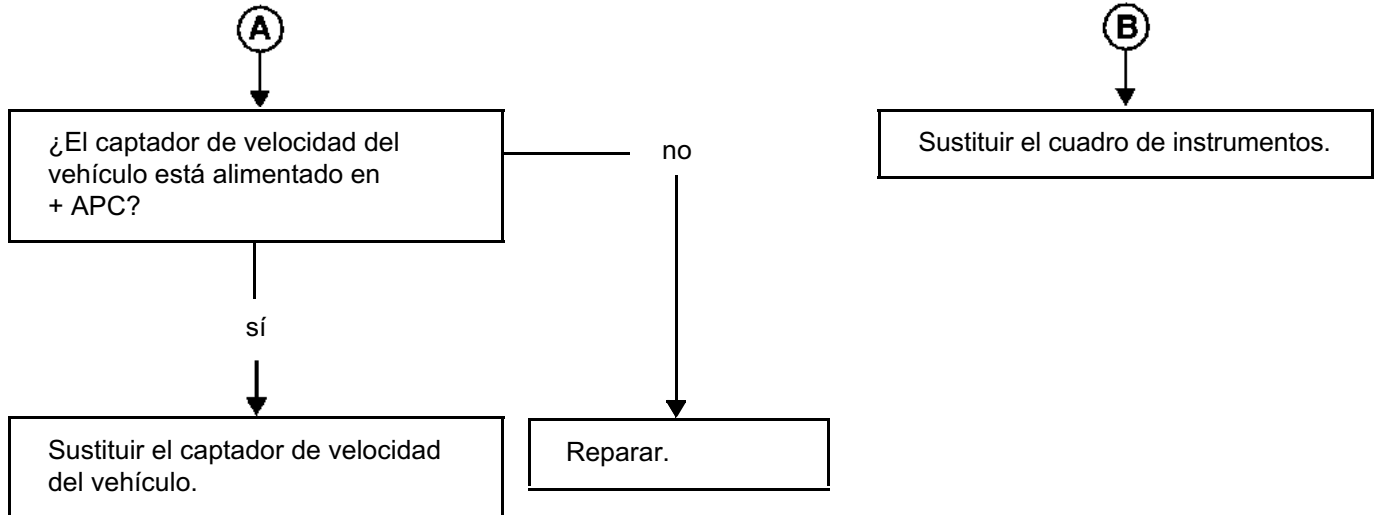 A
B
¿El captador de velocidad del
vehículo está alimentado en
+ APC?
no
Sustituir el cuadro de instrumentos.
sí
Sustituir el captador de velocidad
del vehículo.
Reparar.